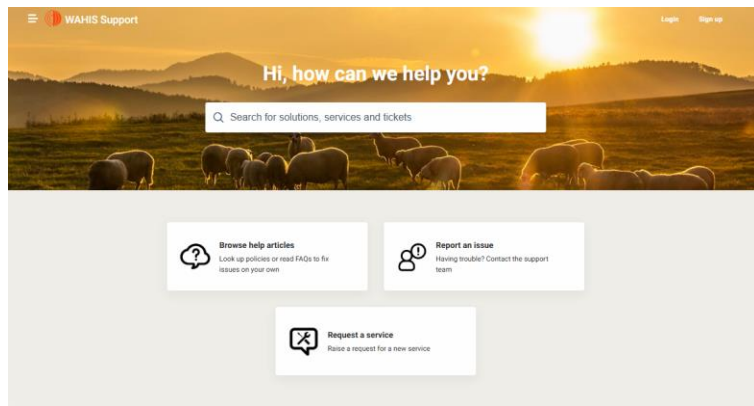 WAHIS Support
Login
Sign up
Hi, how can we help you?
Search for solutions, services and tickets
Browse help articles
Look up policies or read FAQs to fix
issues on your own
Report an issue
Having trouble? Contact the support
team
Request a service
Raise a request for a new service